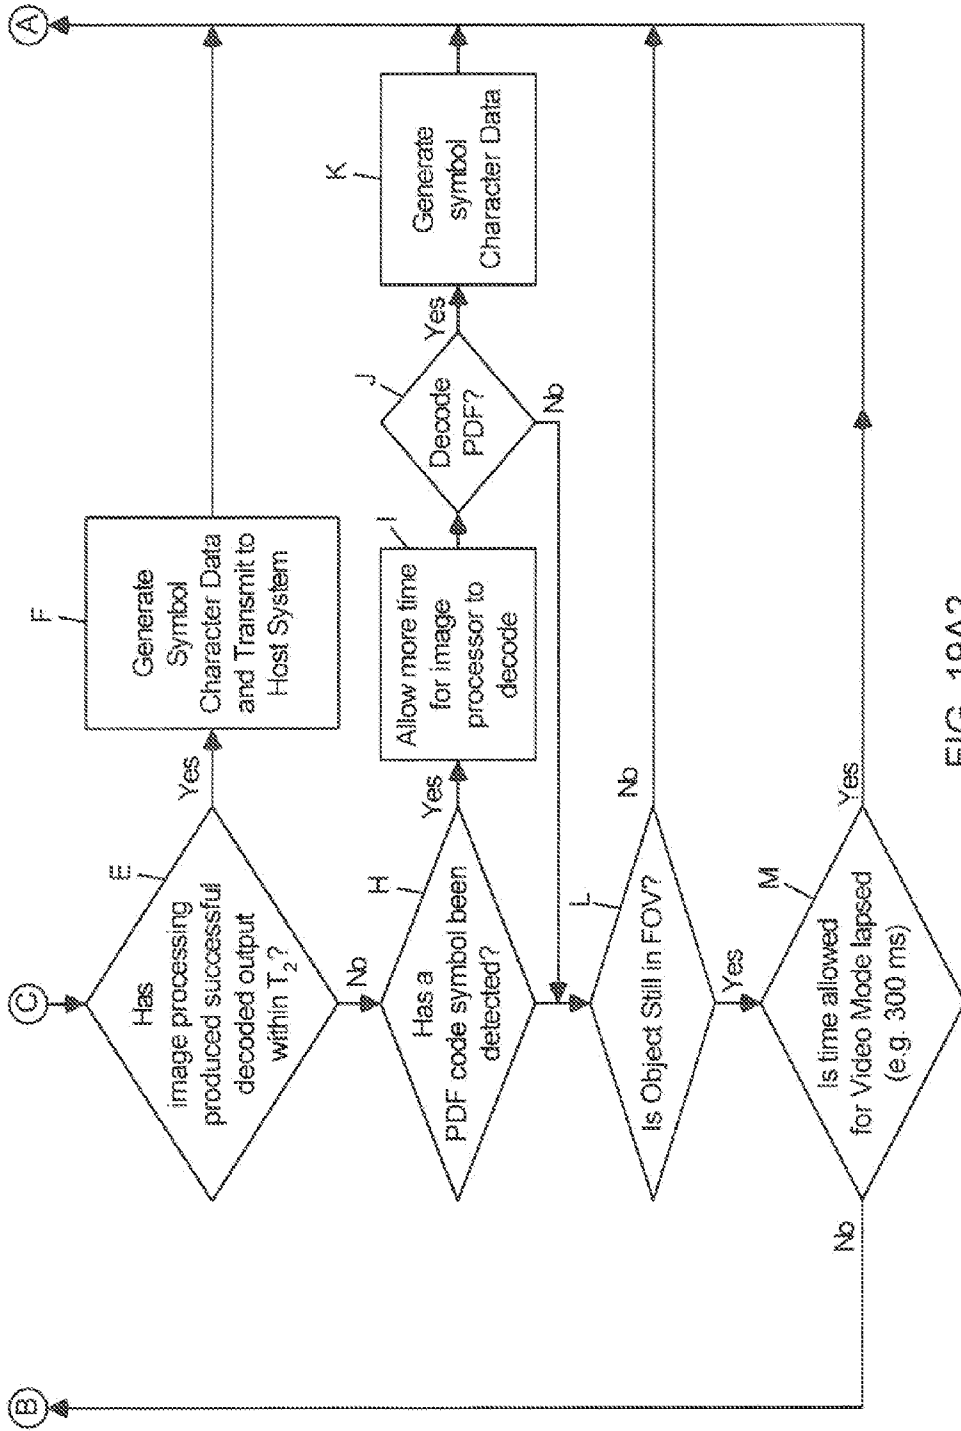 C
E
Has
image processing
produced successful
decoded output
within T2?
Yes
No
F
Generate
Symbol
Character Data
and Transmit to
Host System
A
H
Has a
PDF code symbol been
detected?
Yes
I
Allow more time
for image
processor to
decode
J
Decode
PDF?
Yes
No
K
Generate
symbol
Character Data
L
Is Object Still in FOV?
No
Yes
M
Is time allowed
for Video Mode lapsed
(e.g. 300 ms)
Yes
No
B
FIG. 19A2